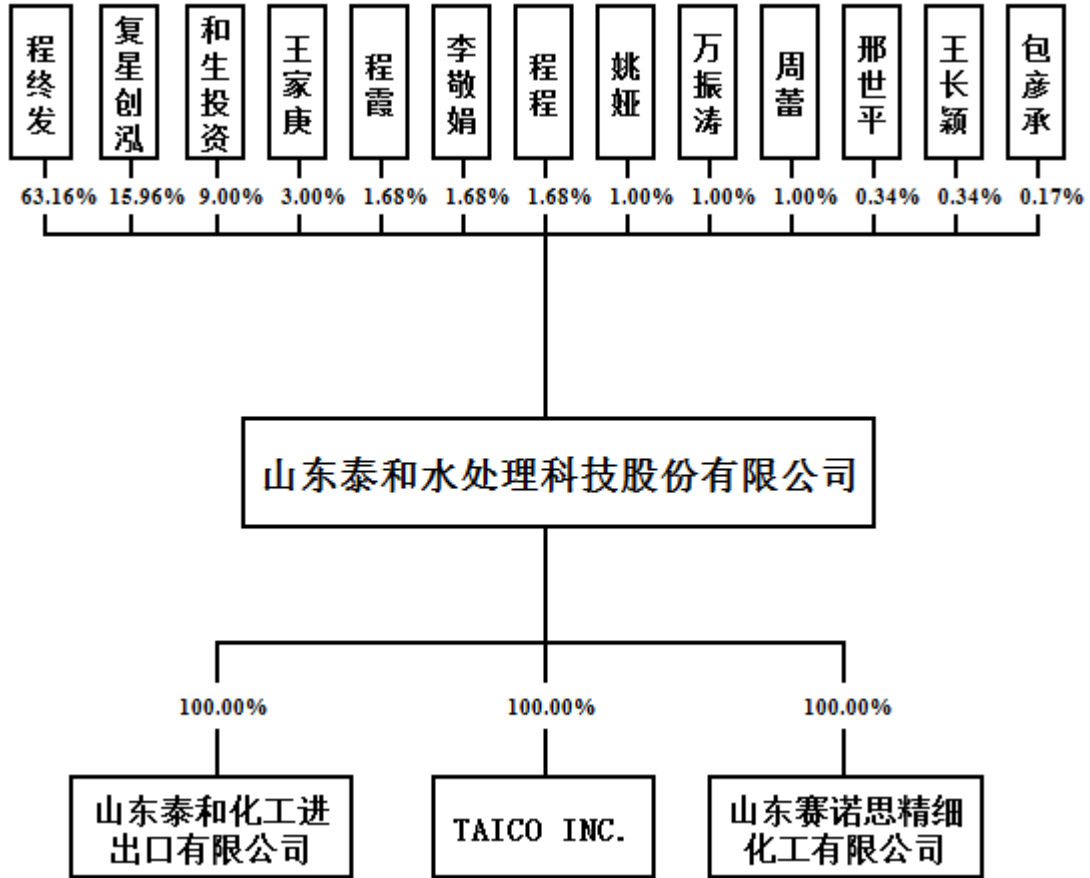 程终发
复星创泓
和生投资
王家庚
程霞
李敬娟
程程
姚娅
万振涛
周蕾
邢世平
王长颖
包彦承
63.16% 15.96% 9.00% 3.00% 1.68% 1.68% 1.68% 1.00% 1.00% 1.00% 0.34% 0.34% 0.17%
山东泰和水处理科技股份有限公司
100.00% 100.00% 100.00%
山东泰和化工进
出口有限公司
TAICO INC.
山东赛诺思精细
化工有限公司